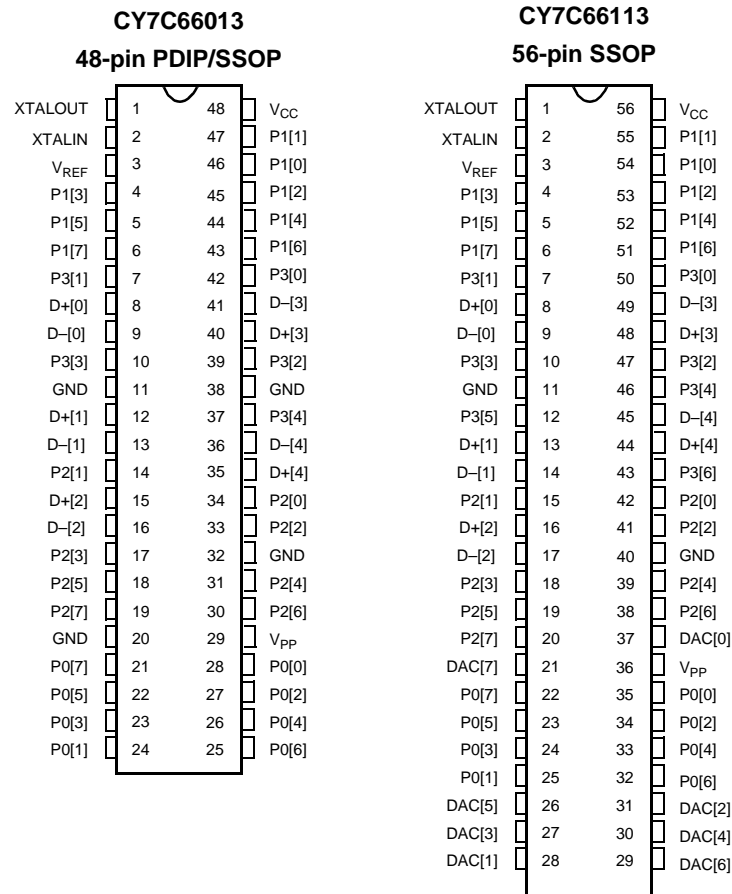 CY7C66013
48-pin PDIP/SSOP
XTALOUT 1 48 VCC
XTALIN 2 47 P1[1]
VREF 3 46 P1[0]
P1[3] 4 45 P1[2]
P1[5] 5 44 P1[4]
P1[7] 6 43 P1[6]
P3[1] 7 42 P3[0]
D+[0] 8 41 D–[3]
D–[0] 9 40 D+[3]
P3[3] 10 39 P3[2]
GND 11 38 GND
D+[1] 12 37 P3[4]
D–[1] 13 36 D–[4]
P2[1] 14 35 D+[4]
D+[2] 15 34 P2[0]
D–[2] 16 33 P2[2]
P2[3] 17 32 GND
P2[5] 18 31 P2[4]
P2[7] 19 30 P2[6]
GND 20 29 VPP
P0[7] 21 28 P0[0]
P0[5] 22 27 P0[2]
P0[3] 23 26 P0[4]
P0[1] 24 25 P0[6]
CY7C66113
56-pin SSOP
XTALOUT 1 56 VCC
XTALIN 2 55 P1[1]
VREF 3 54 P1[0]
P1[3] 4 53 P1[2]
P1[5] 5 52 P1[4]
P1[7] 6 51 P1[6]
P3[1] 7 50 P3[0]
D+[0] 8 49 D–[3]
D–[0] 9 48 D+[3]
P3[3] 10 47 P3[2]
GND 11 46 P3[4]
P3[5] 12 45 D–[4]
D+[1] 13 44 D+[4]
D–[1] 14 43 P3[6]
P2[1] 15 42 P2[0]
D+[2] 16 41 P2[2]
D–[2] 17 40 GND
P2[3] 18 39 P2[4]
P2[5] 19 38 P2[6]
P2[7] 20 37 DAC[0]
DAC[7] 21 36 VPP
P0[7] 22 35 P0[0]
P0[5] 23 34 P0[2]
P0[3] 24 33 P0[4]
P0[1] 25 32 P0[6]
DAC[5] 26 31 DAC[2]
DAC[3] 27 30 DAC[4]
DAC[1] 28 29 DAC[6]